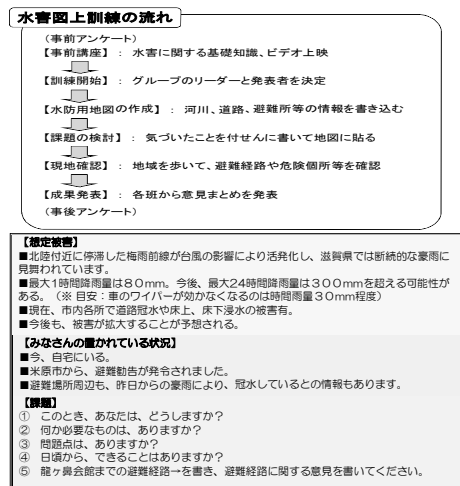 水害図上訓練の流れ
（事前アンケート）
【事前講座】 ： 水害に関する基礎知識、ビデオ上映
【訓練開始】 ： グループのリーダーと発表者を決定
【水防用地図の作成】 ： 河川、道路、避難所等の情報を書き込む
【課題の検討】 ： 気づいたことを付せんに書いて地図に貼る
【現地確認】 ： 地域を歩いて、避難経路や危険個所等を確認
【成果発表】 ： 各班から意見まとめを発表
（事後アンケート）
【想定被害】
■北陸付近に停滞した梅雨前線が台風の影響により活発化し、滋賀県では断続的な豪雨に
見舞われています。
■最大1時間降雨量は８０mm。今後、最大24時間降雨量は３００mmを超える可能性が
ある。（※ 目安：車のワイパーが効かなくなるのは時間雨量３０mm程度）
■現在、市内各所で道路冠水や床上、床下浸水の被害有。
■今後も、被害が拡大することが予想される。
【みなさんの置かれている状況】
■今、自宅にいる。
■米原市から、避難勧告が発令されました。
■避難場所周辺も、昨日からの豪雨により、冠水しているとの情報もあります。
【課題】
① このとき、あなたは、どうしますか？
② 何か必要なものは、ありますか？
③ 問題点は、ありますか？
④ 日頃から、できることはありますか？
⑤ 龍ヶ鼻会館までの避難経路→を書き、避難経路に関する意見を書いてください。